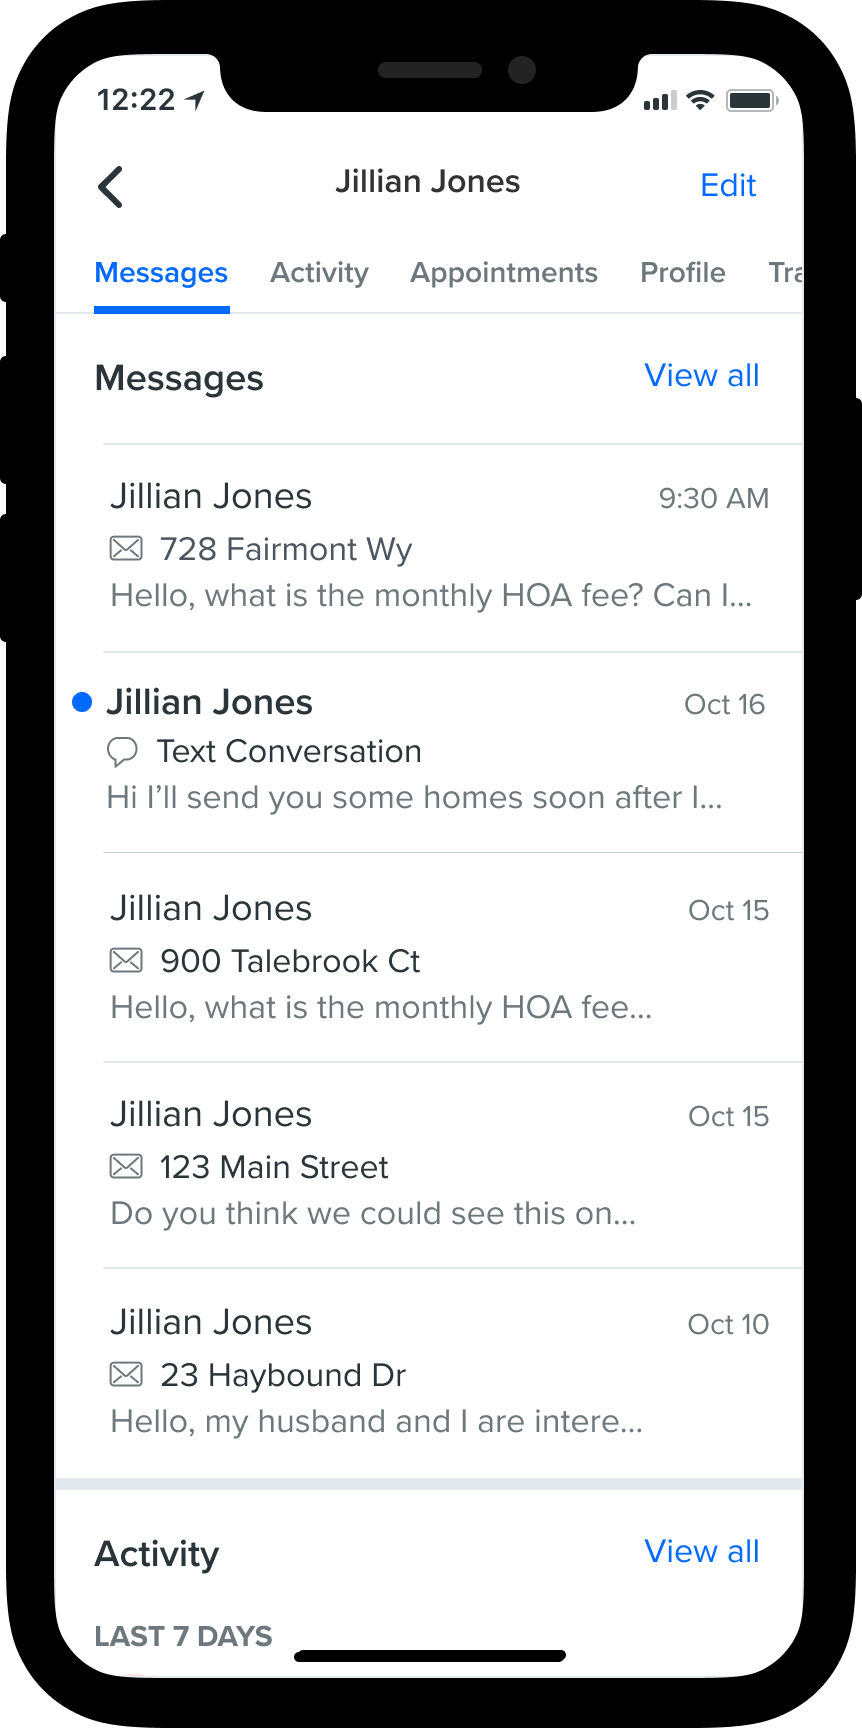 12:22
Jillian Jones
Edit
Messages Activity Appointments Profile Tra
Messages
View all
Jillian Jones
9:30 AM
728 Fairmont Wy
Hello, what is the monthly HOA fee? Can I...
Jillian Jones
Oct 16
Text Conversation
Hi I’ll send you some homes soon after I...
Jillian Jones
Oct 15
900 Talebrook Ct
Hello, what is the monthly HOA fee...
Jillian Jones
Oct 15
123 Main Street
Do you think we could see this on...
Jillian Jones
Oct 10
23 Haybound Dr
Hello, my husband and I are intere...
Activity
View all
LAST 7 DAYS